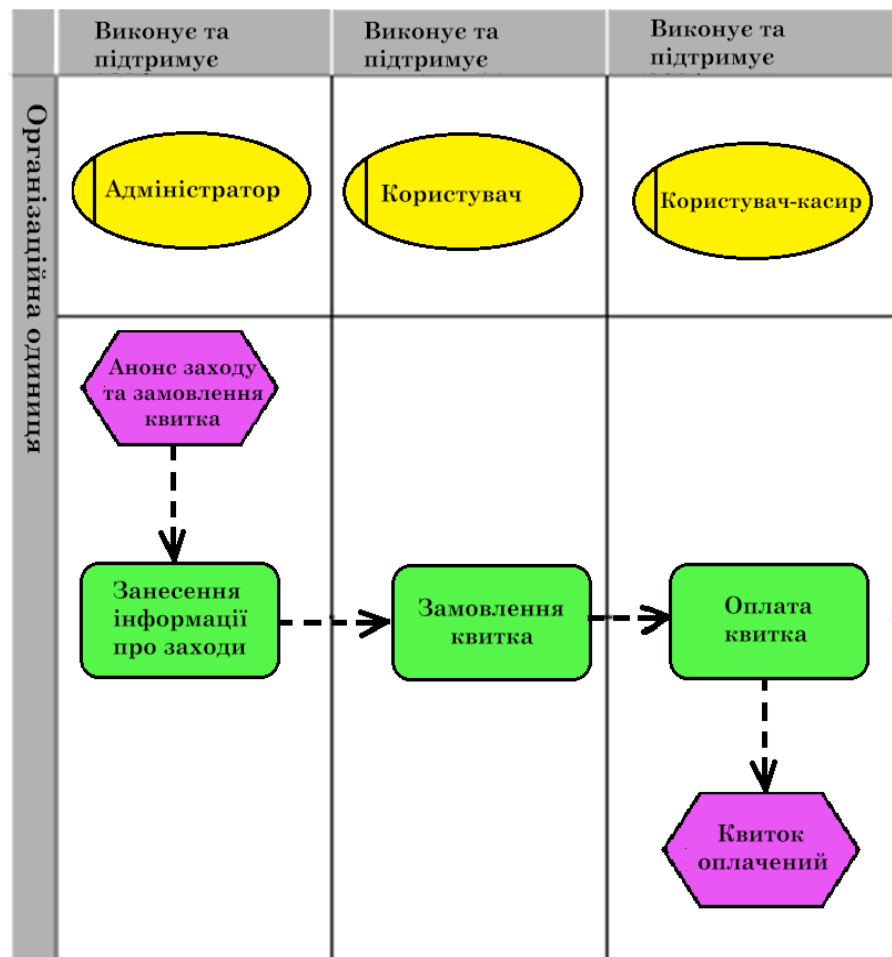 Виконує та
підтримує
Виконує та
підтримує
Виконує та
підтримує
Організаційна одиниця
Адміністратор
Користувач
Користувач-касир
Анонс заходу
та замовлення
квитка
Занесення
інформації
про заходи
Замовлення
квитка
Оплата
квитка
Квиток
оплачений